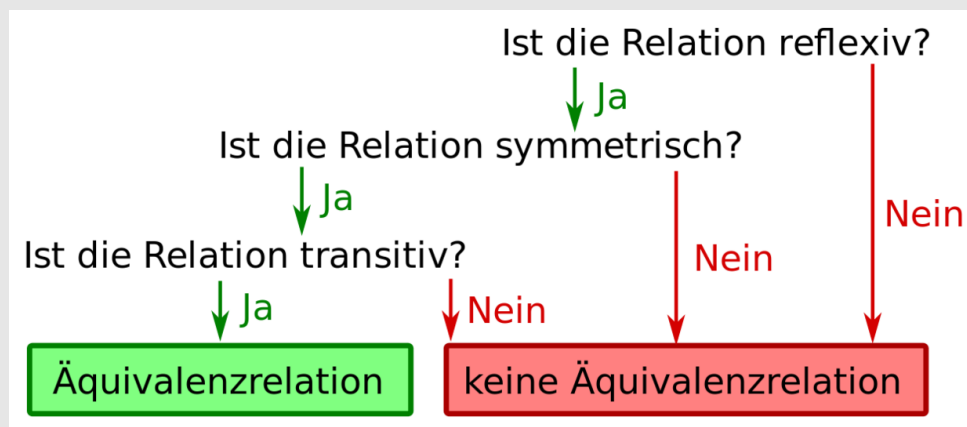 Ist die Relation reflexiv?
Ja
Ist die Relation symmetrisch?
Ja
Nein
Ist die Relation transitiv?
Nein
Ja
Nein
Äquivalenzrelation
keine Äquivalenzrelation